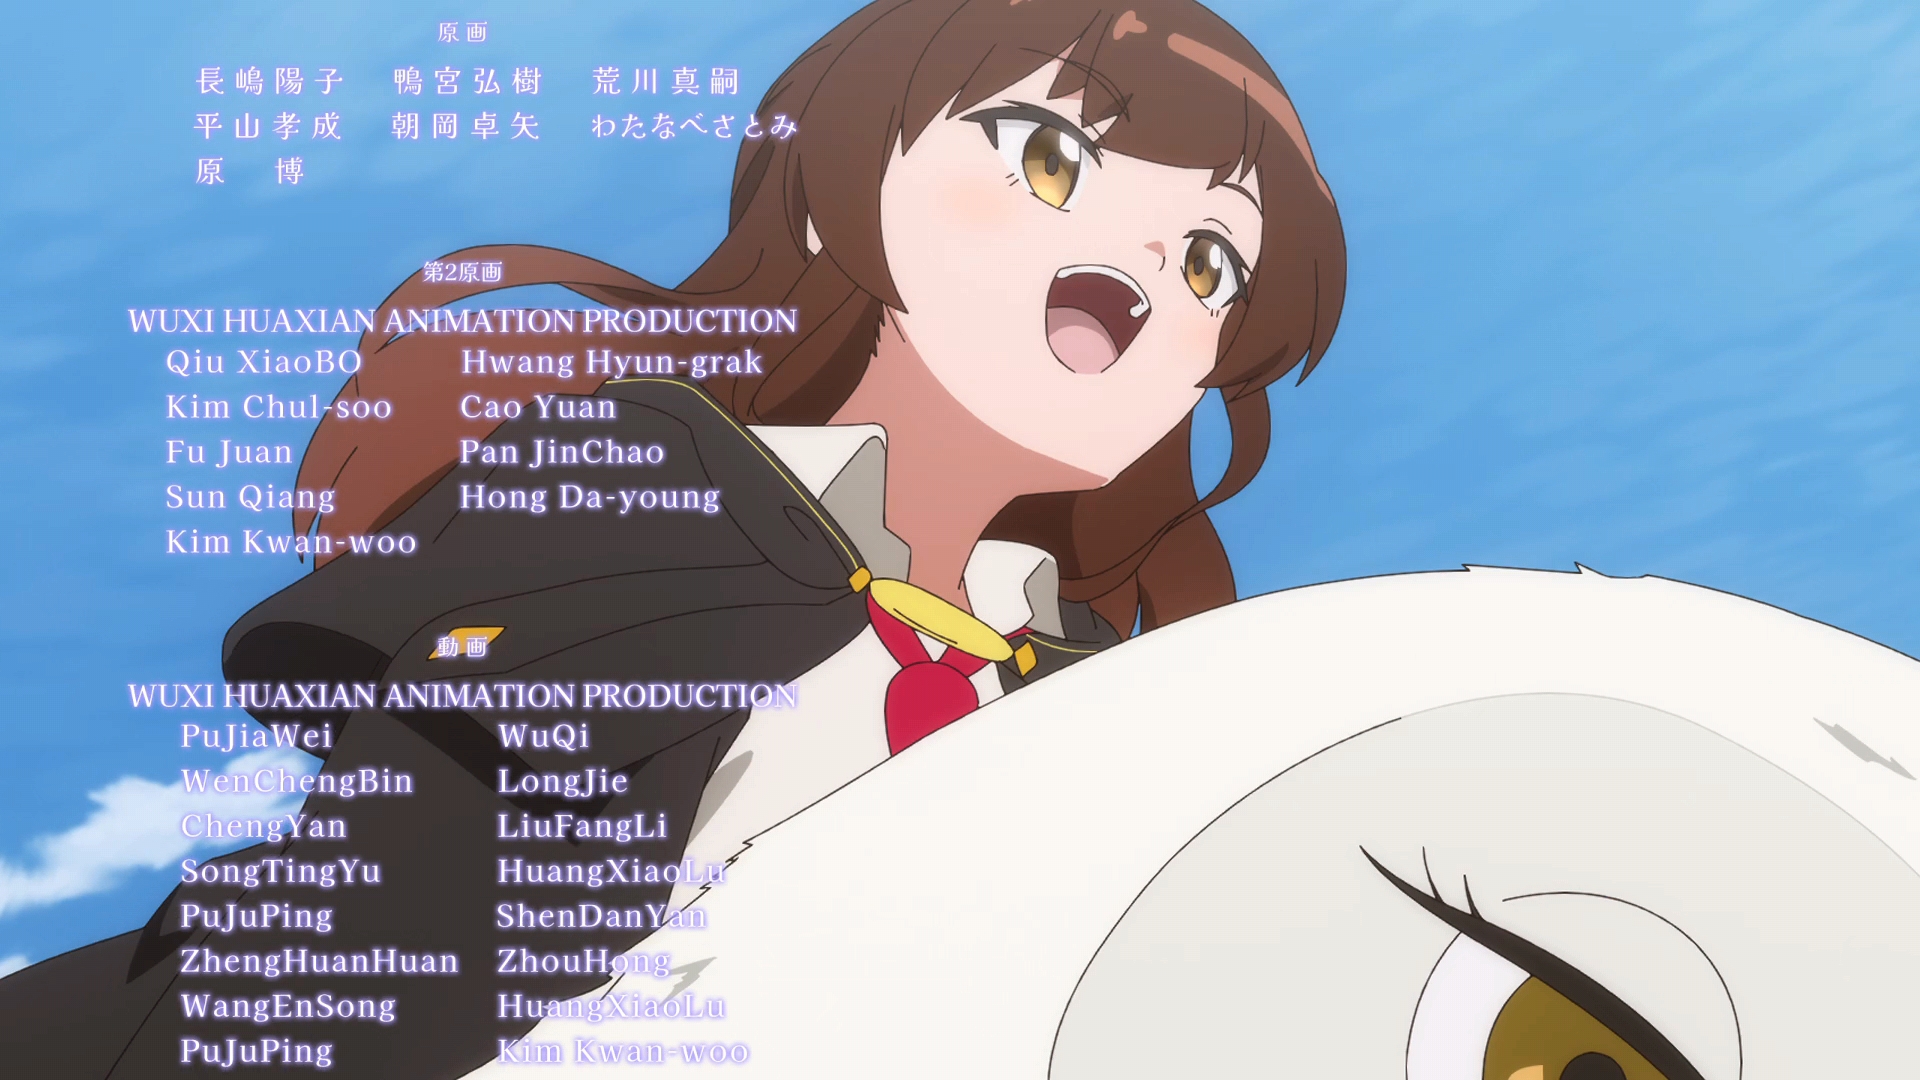 原画
長嶋陽子 鴨宮弘樹 荒川真嗣
平山孝成 朝岡卓矢 わたなべさとみ
原 博
第2原画
WUXI HUAXIAN ANIMATION PRODUCTION
Qiu XiaoBO Hwang Hyun-grak
Kim Chul-soo Cao Yuan
Fu Juan Pan JinChao
Sun Qiang Hong Da-young
Kim Kwan-woo
動画
WUXI HUAXIAN ANIMATION PRODUCTION
PuJiaWei WuQi
WenChengBin LongJie
ChengYan LiuFangLi
SongTingYu HuangXiaoLu
PuJuPing ShenDanYan
ZhengHuanHuan ZhouHong
WangEnSong HuangXiaoLu
PuJuPing Kim Kwan-woo